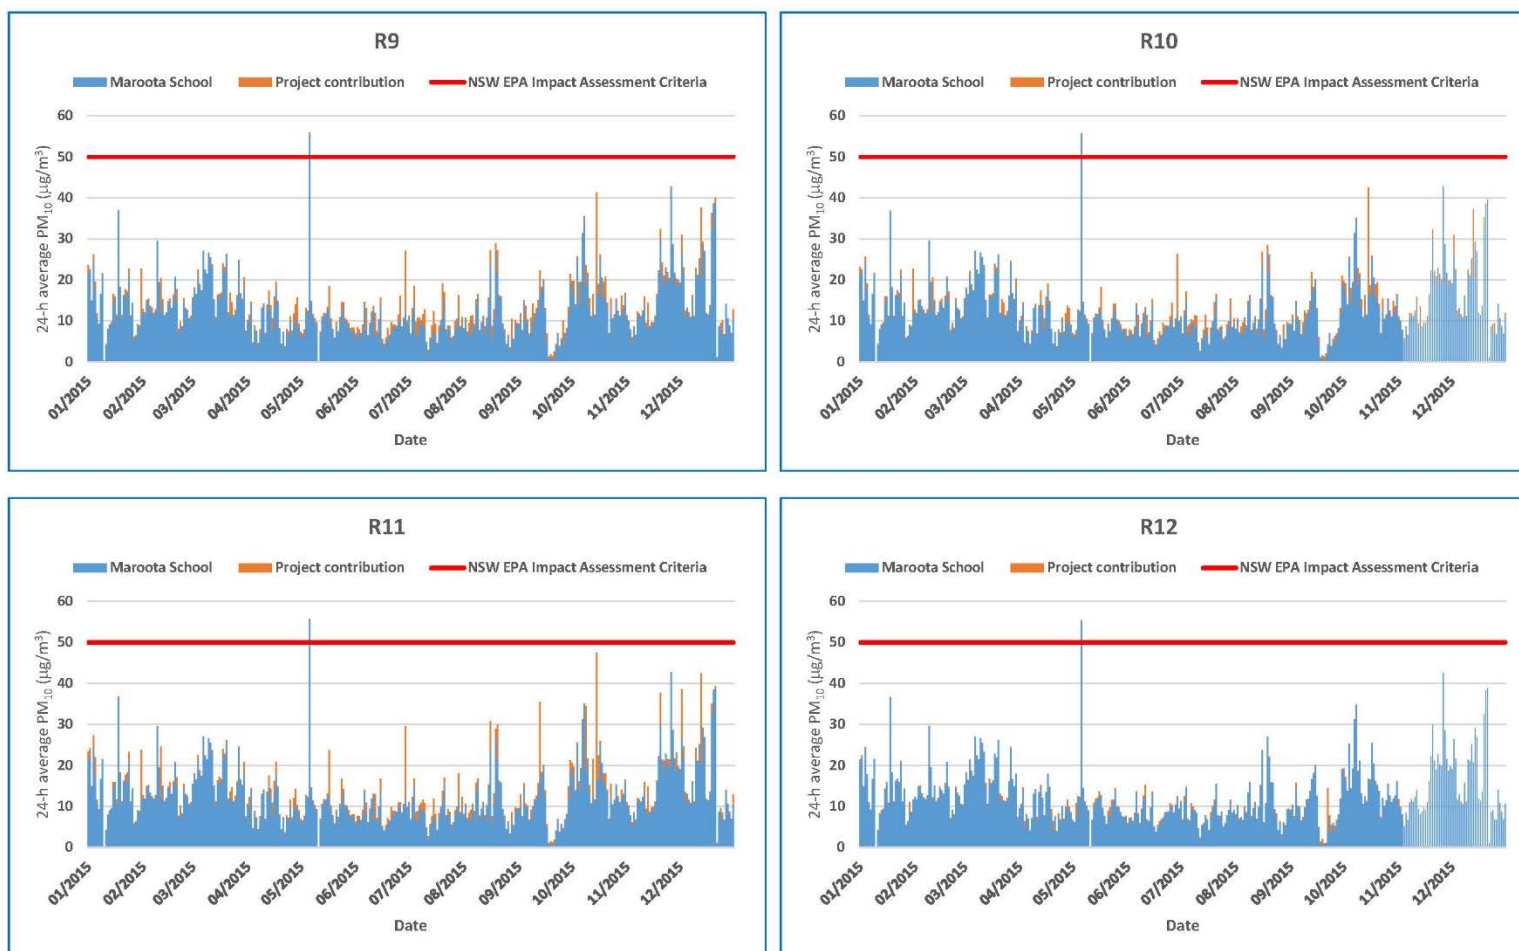 R9
Maroota School Project contribution NSW EPA Impact Assessment Criteria
24-h average PM10 (µg/m³)
60
50
40
30
20
10
0
01/2015 02/2015 03/2015 04/2015 05/2015 06/2015 07/2015 08/2015 09/2015 10/2015 11/2015 12/2015
Date
R10
Maroota School Project contribution NSW EPA Impact Assessment Criteria
24-h average PM10 (µg/m³)
60
50
40
30
20
10
0
01/2015 02/2015 03/2015 04/2015 05/2015 06/2015 07/2015 08/2015 09/2015 10/2015 11/2015 12/2015
Date
R11
Maroota School Project contribution NSW EPA Impact Assessment Criteria
24-h average PM10 (µg/m³)
60
50
40
30
20
10
0
01/2015 02/2015 03/2015 04/2015 05/2015 06/2015 07/2015 08/2015 09/2015 10/2015 11/2015 12/2015
Date
R12
Maroota School Project contribution NSW EPA Impact Assessment Criteria
24-h average PM10 (µg/m³)
60
50
40
30
20
10
0
01/2015 02/2015 03/2015 04/2015 05/2015 06/2015 07/2015 08/2015 09/2015 10/2015 11/2015 12/2015
Date